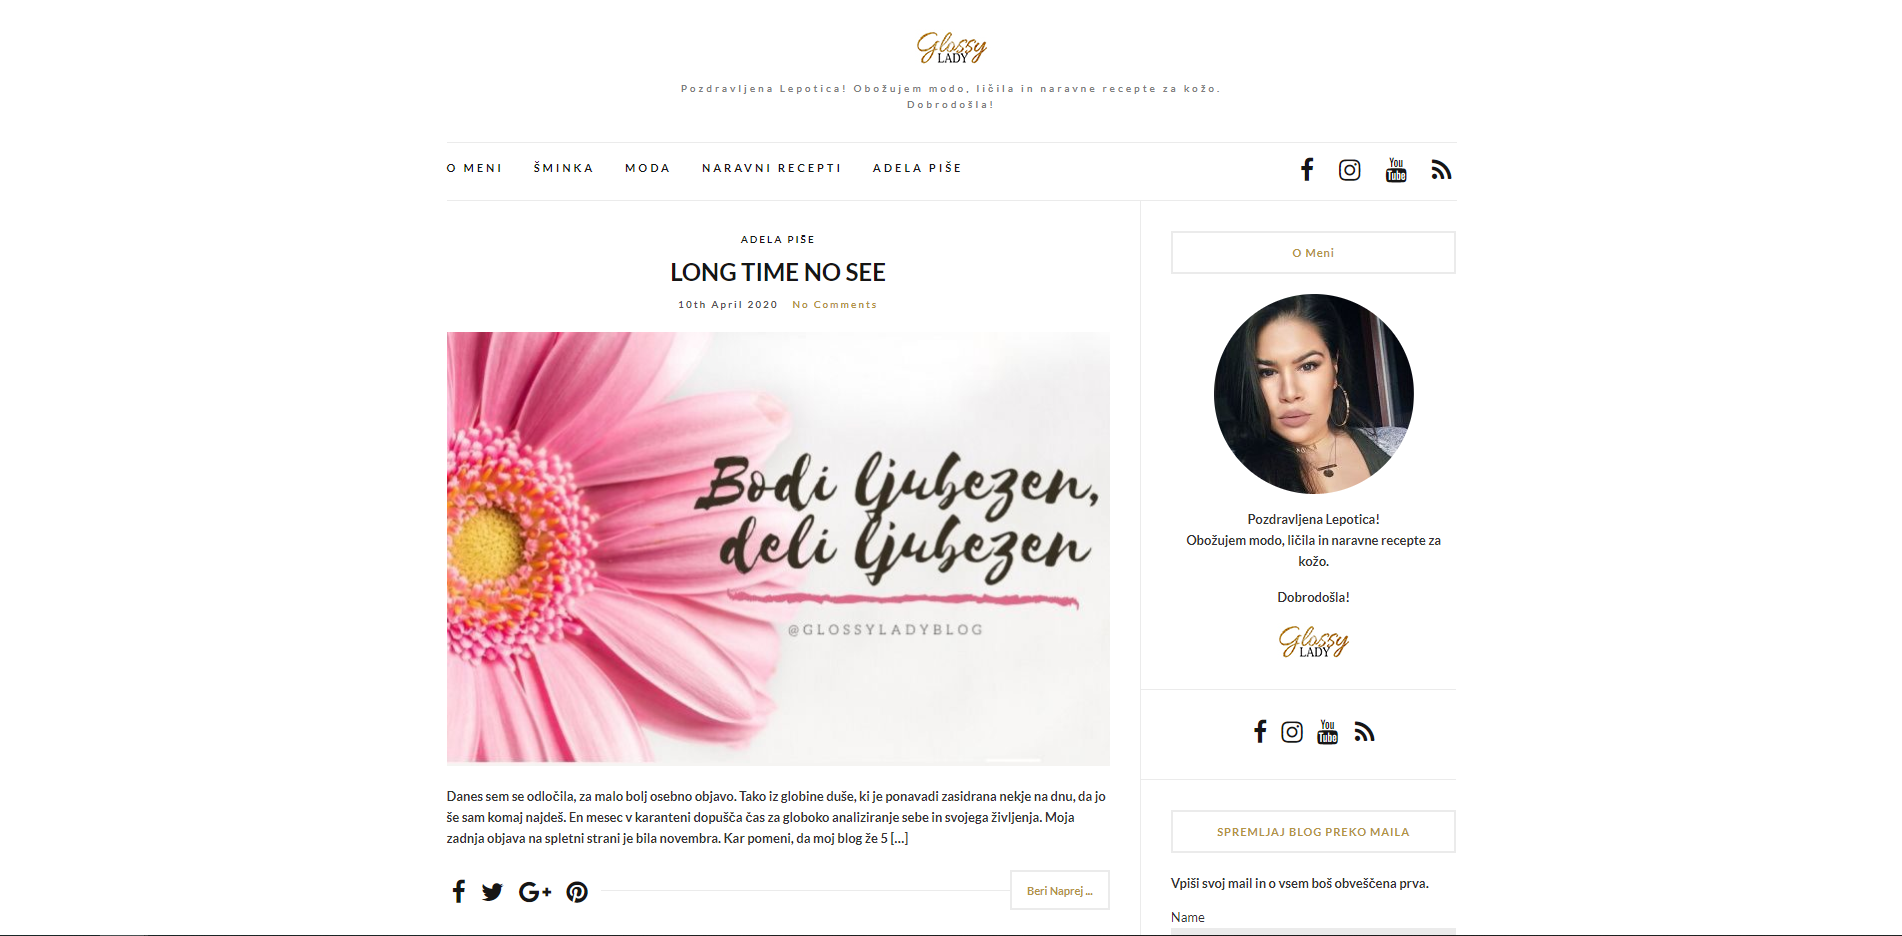 Glossy
LADY
Pozdravljena Lepotica! Obožujem modo, ličila in naravne recepte za kožo.
Dobrodošla!
O MENI ŠMINKA MODA NARAVNI RECEPTI ADELA PIŠE
You
Tube
ADELA PIŠE
LONG TIME NO SEE
10th April 2020 No Comments
Bodi ljubezen,
deli ljubezen
@GLOSSYLADYBLOG
Danes sem se odločila, za malo bolj osebno objavo. Tako iz globine duše, ki je ponavadi zasidrana nekje na dnu, da jo
še sam komaj najdeš. En mesec v karanteni dopušča čas za globoko analiziranje sebe in svojega življenja. Moja
zadnja objava na spletni strani je bila novembra. Kar pomeni, da moj blog že 5 […]
Beri Naprej ...
O Meni
Pozdravljena Lepotica!
Obožujem modo, ličila in naravne recepte za
kožo.
Dobrodošla!
Glossy
LADY
You
Tube
SPREMLJAJ BLOG PREKO MAILA
Vpiši svoj mail in o vsem boš obveščena prva.
Name